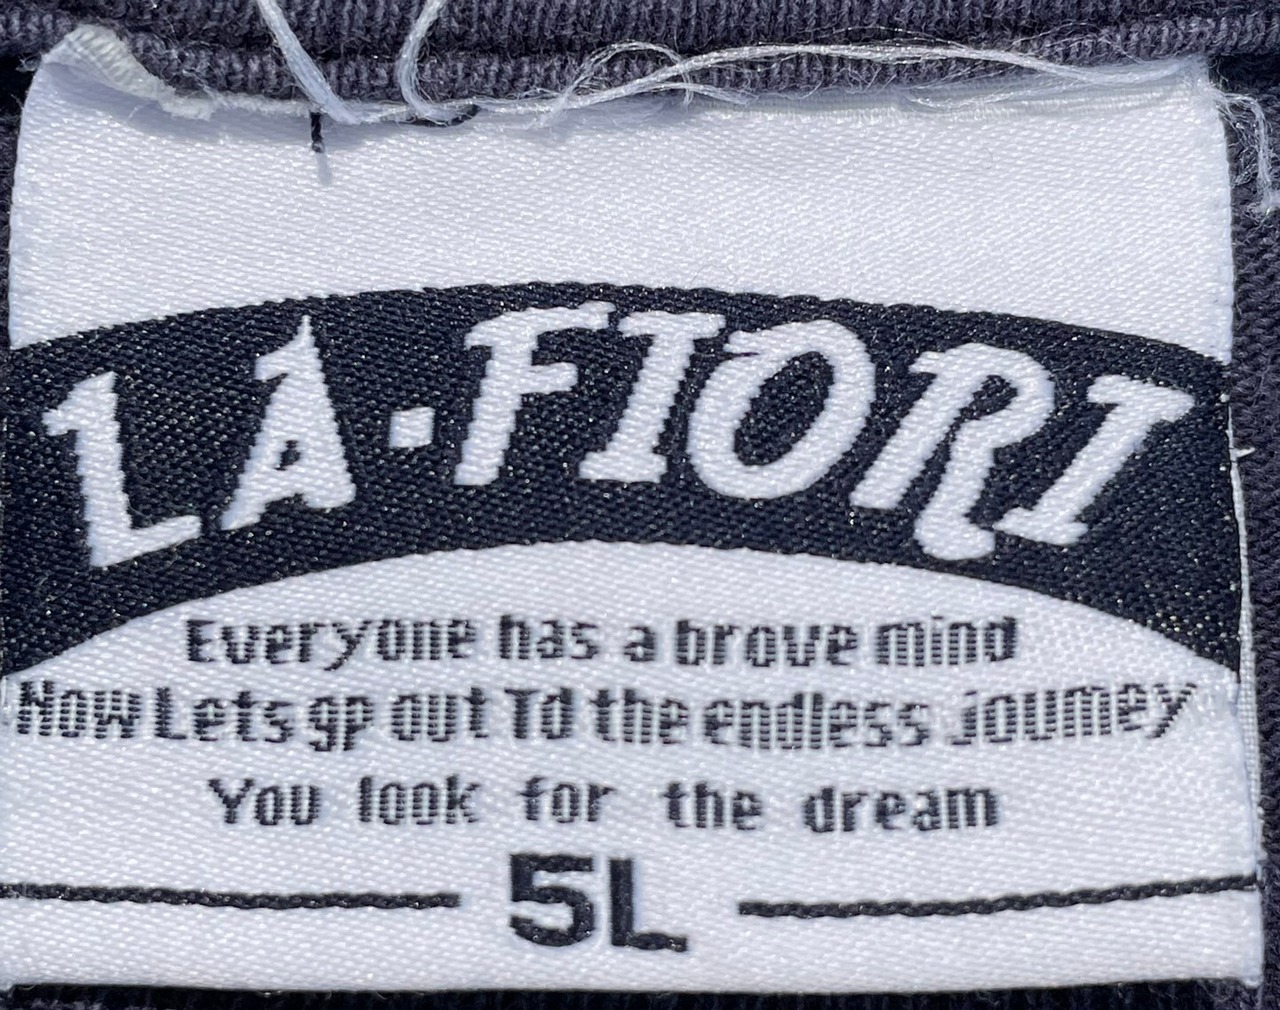 LA·FIORI
Everyone has a brove mind
Now Lets gp out Td the endless joumey
You look for the dream
5L